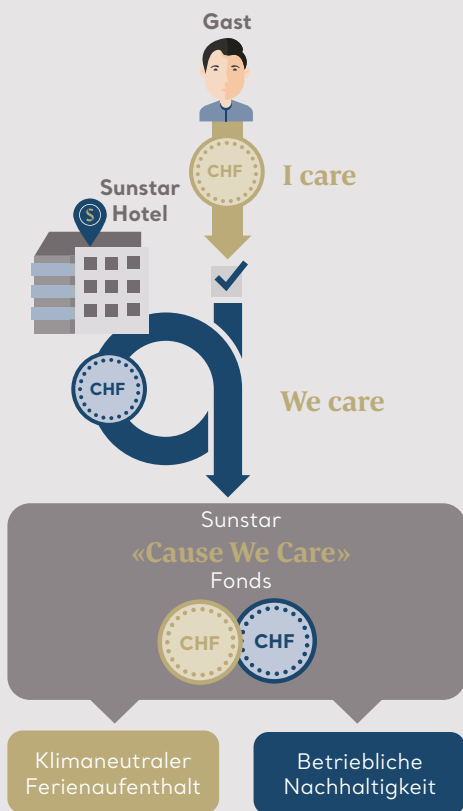 Gast
CHF
I care
Sunstar
Hotel
$
CHF
We care
Sunstar
«Cause We Care»
Fonds
CHF
CHF
Klimaneutraler
Ferienaufenthalt
Betriebliche
Nachhaltigkeit